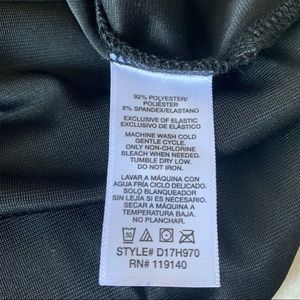 92% POLYESTER/
POLIÉSTER
8% SPANDEX/ELASTANO
EXCLUSIVE OF ELASTIC
EXCLUSIVO DE ELÁSTICO
MACHINE WASH COLD
GENTLE CYCLE.
ONLY NON-CHLORINE
BLEACH WHEN NEEDED.
TUMBLE DRY LOW.
DO NOT IRON.
LAVAR A MÁQUINA CON
AGUA FRÍA CICLO DELICADO.
SOLO BLANQUEADOR
SIN LEJÍA SI ES NECESARIO.
SECAR A MÁQUINA A
TEMPERATURA BAJA.
NO PLANCHAR.
30
STYLE# D17H970
RN# 119140